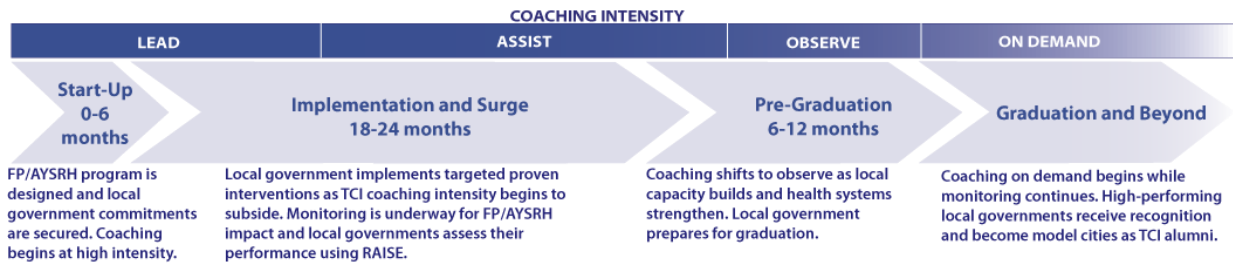 COACHING INTENSITY
LEAD
ASSIST
OBSERVE
ON DEMAND
Start-Up
0-6
months
Implementation and Surge
18-24 months
Pre-Graduation
6-12 months
Graduation and Beyond
FP/AYSRH program is
designed and local
government commitments
are secured. Coaching
begins at high intensity.
Local government implements targeted proven
interventions as TCI coaching intensity begins to
subside. Monitoring is underway for FP/AYSRH
impact and local governments assess their
performance using RAISE.
Coaching shifts to observe as local
capacity builds and health systems
strengthen. Local government
prepares for graduation.
Coaching on demand begins while
monitoring continues. High-performing
local governments receive recognition
and become model cities as TCI alumni.